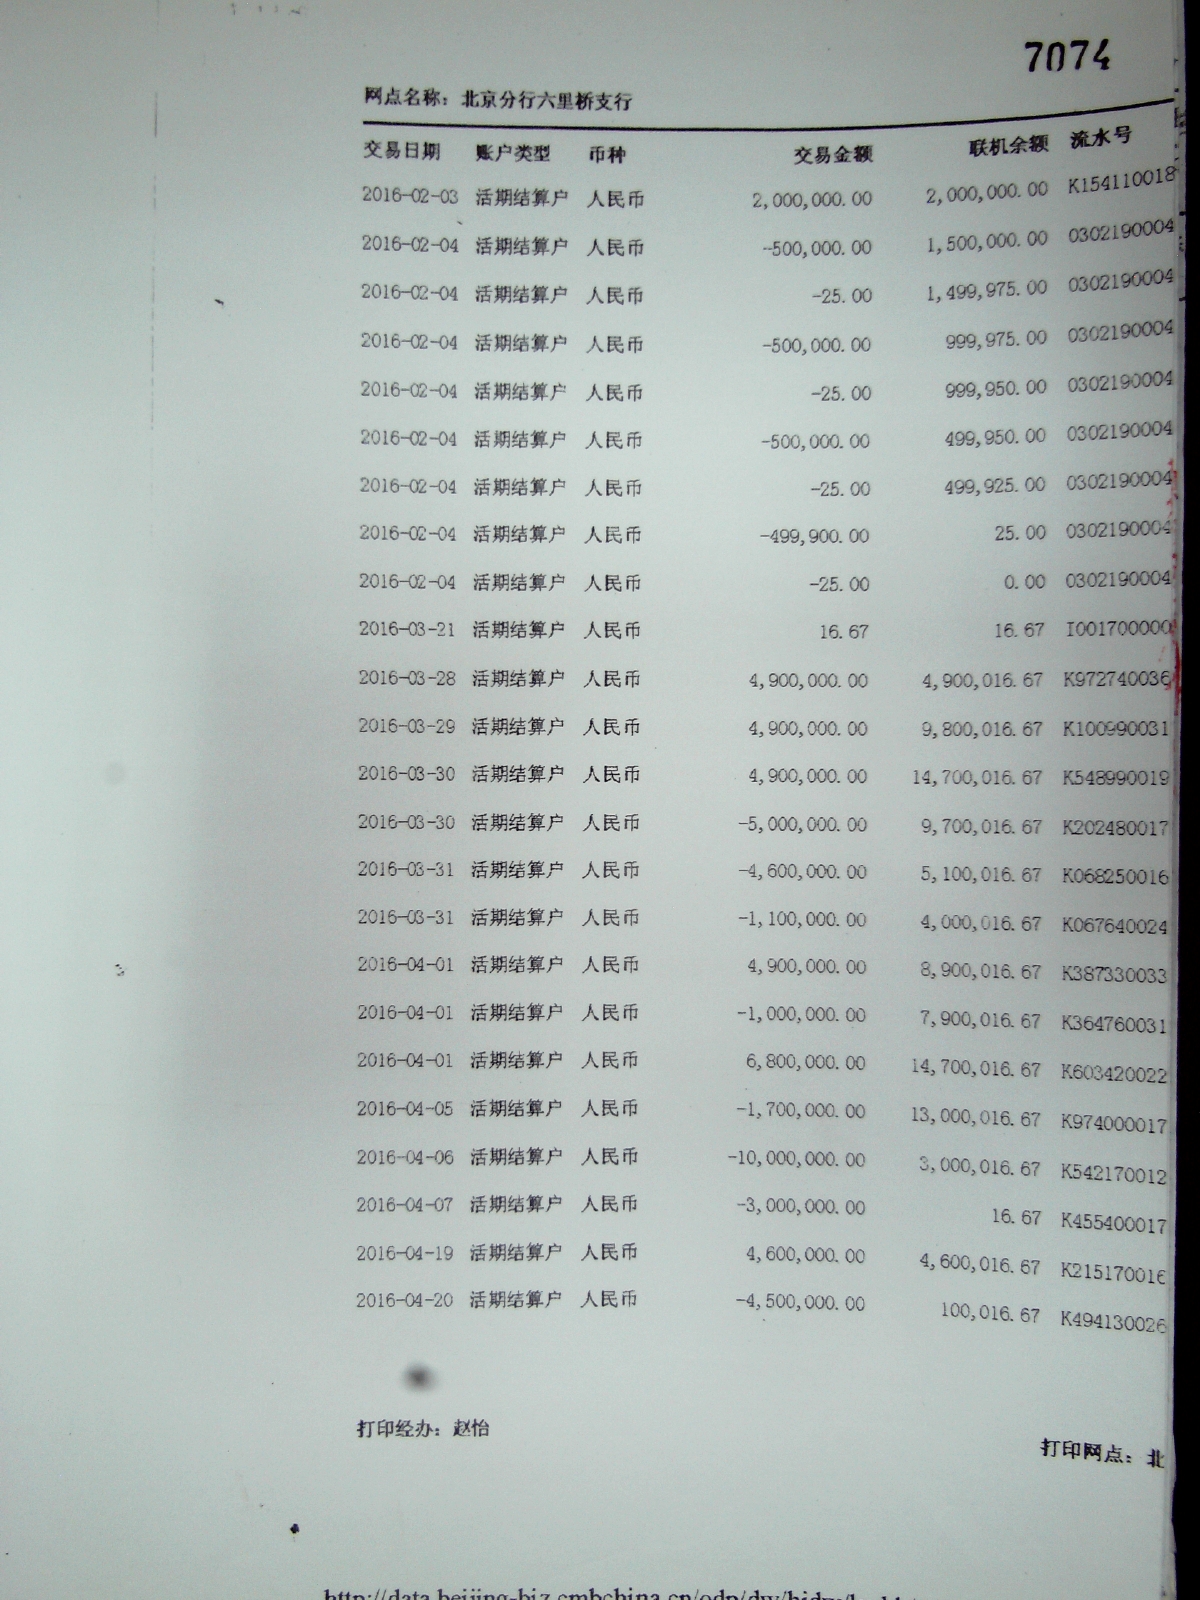 7074
网点名称：北京分行六里桥支行
交易日期 账户类型 币种 交易金额 联机余额 流水号
2016-02-03 活期结算户 人民币 2,000,000.00 2,000,000.00 K154110018
2016-02-04 活期结算户 人民币 -500,000.00 1,500,000.00 0302190004
2016-02-04 活期结算户 人民币 -25.00 1,499,975.00 0302190004
2016-02-04 活期结算户 人民币 -500,000.00 999,975.00 0302190004
2016-02-04 活期结算户 人民币 -25.00 999,950.00 0302190004
2016-02-04 活期结算户 人民币 -500,000.00 499,950.00 0302190004
2016-02-04 活期结算户 人民币 -25.00 499,925.00 0302190004
2016-02-04 活期结算户 人民币 -499,900.00 25.00 0302190004
2016-02-04 活期结算户 人民币 -25.00 0.00 0302190004
2016-03-21 活期结算户 人民币 16.67 16.67 I001700000
2016-03-28 活期结算户 人民币 4,900,000.00 4,900,016.67 K972740036
2016-03-29 活期结算户 人民币 4,900,000.00 9,800,016.67 K100990031
2016-03-30 活期结算户 人民币 4,900,000.00 14,700,016.67 K548990019
2016-03-30 活期结算户 人民币 -5,000,000.00 9,700,016.67 K202480017
2016-03-31 活期结算户 人民币 -4,600,000.00 5,100,016.67 K068250016
2016-03-31 活期结算户 人民币 -1,100,000.00 4,000,016.67 K067640024
2016-04-01 活期结算户 人民币 4,900,000.00 8,900,016.67 K387330033
2016-04-01 活期结算户 人民币 -1,000,000.00 7,900,016.67 K364760031
2016-04-01 活期结算户 人民币 6,800,000.00 14,700,016.67 K603420022
2016-04-05 活期结算户 人民币 -1,700,000.00 13,000,016.67 K974000017
2016-04-06 活期结算户 人民币 -10,000,000.00 3,000,016.67 K542170012
2016-04-07 活期结算户 人民币 -3,000,000.00 16.67 K455400017
2016-04-19 活期结算户 人民币 4,600,000.00 4,600,016.67 K215170016
2016-04-20 活期结算户 人民币 -4,500,000.00 100,016.67 K494130026
打印经办：赵怡
打印网点：北